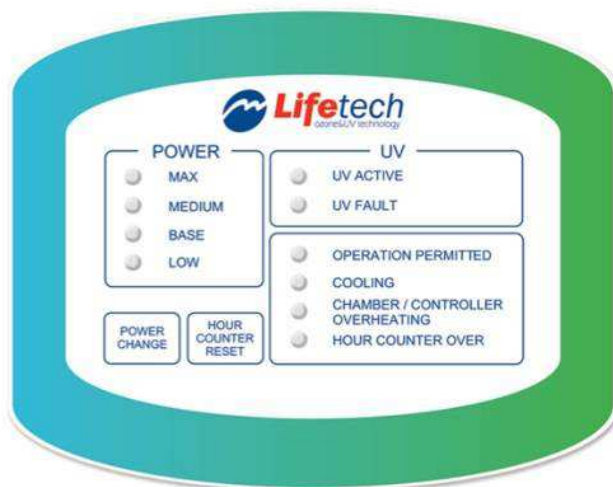 Lifetech
ozone&UV technology
POWER
MAX
MEDIUM
BASE
LOW
UV
UV ACTIVE
UV FAULT
OPERATION PERMITTED
COOLING
CHAMBER / CONTROLLER
OVERHEATING
HOUR COUNTER OVER
POWER
CHANGE
HOUR
COUNTER
RESET